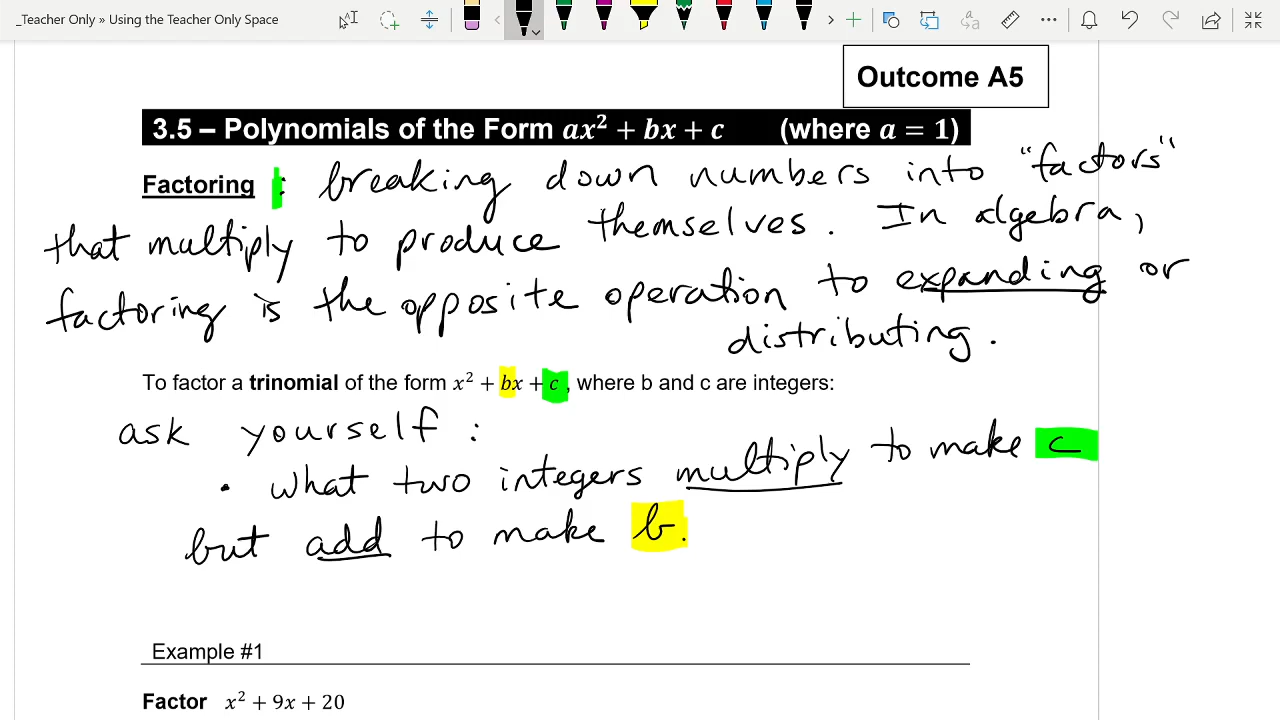 _Teacher Only » Using the Teacher Only Space
Outcome A5
3.5 – Polynomials of the Form ax² + bx + c (where a = 1)
Factoring : breaking down numbers into "factors"
that multiply to produce themselves. In algebra,
factoring is the opposite operation to expanding or
distributing.
To factor a trinomial of the form x² + bx + c, where b and c are integers:
ask yourself :
• what two integers multiply to make c
but add to make b.
Example #1
Factor x² + 9x + 20